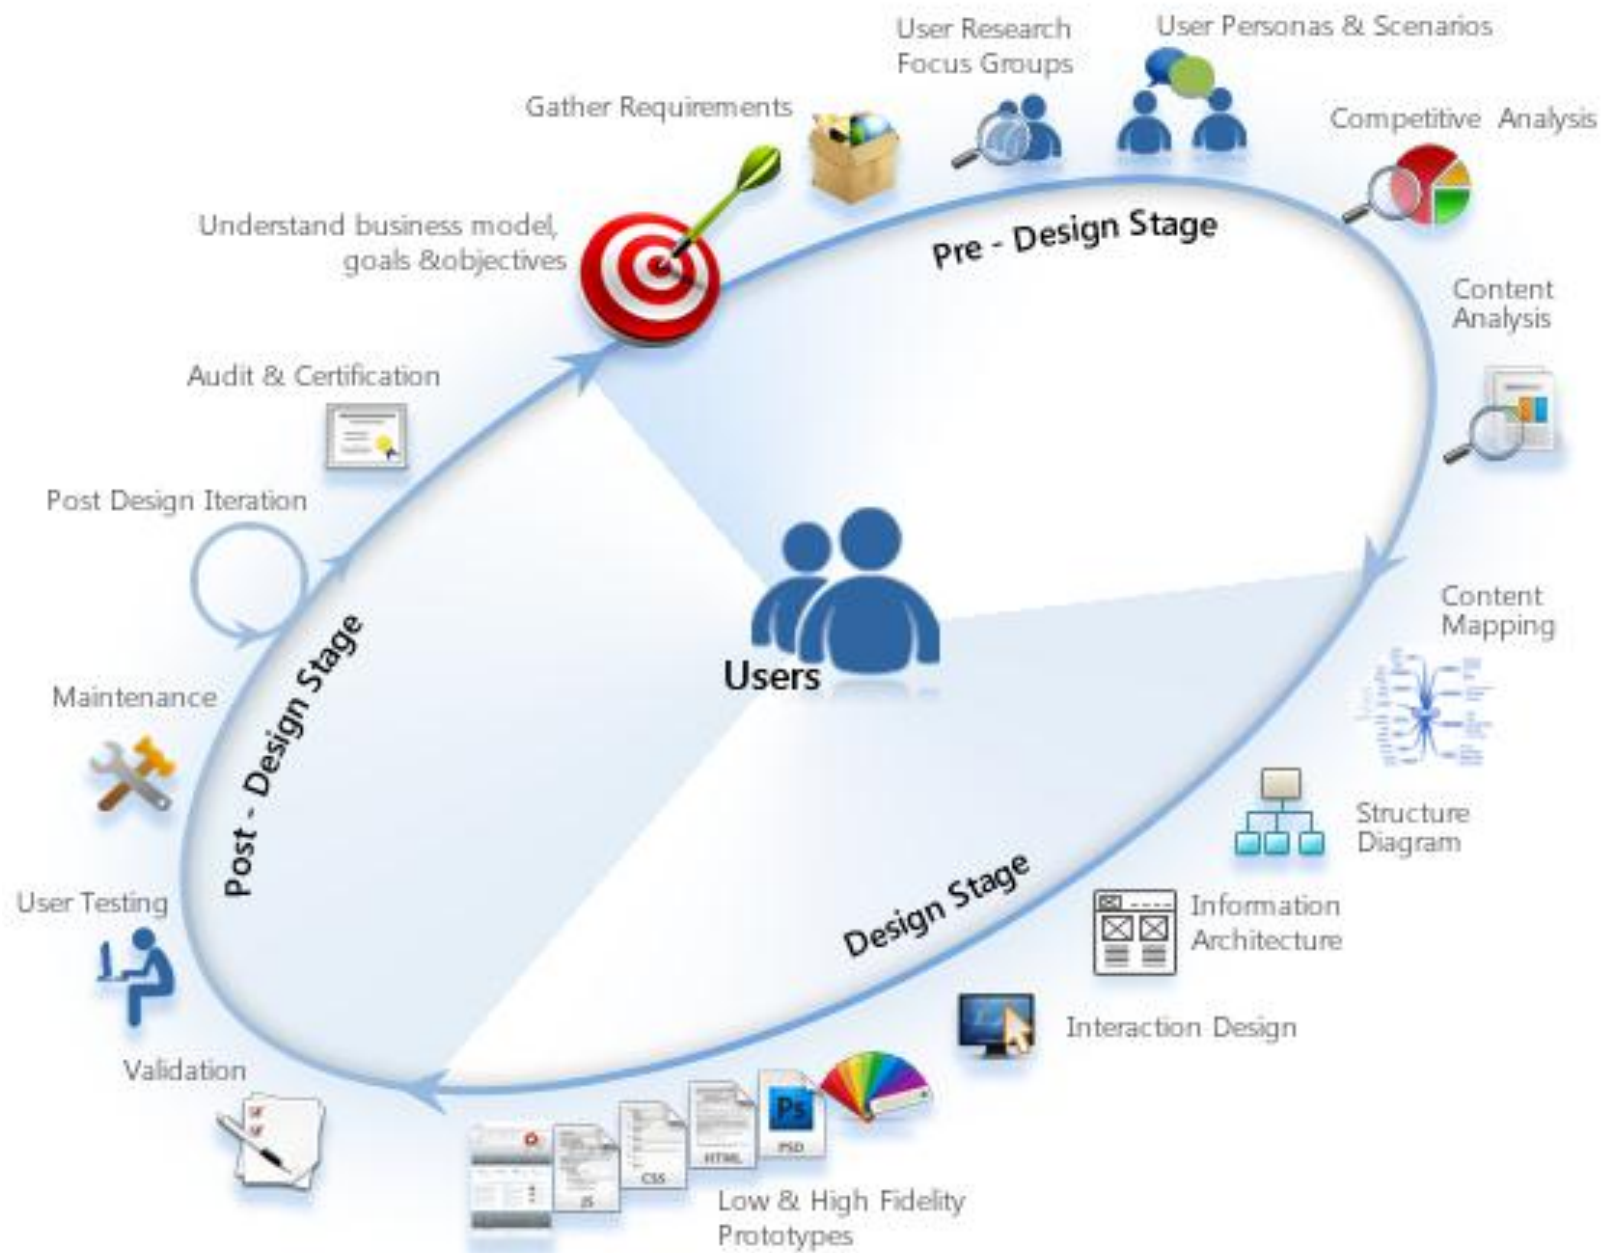 User Research
Focus Groups
User Personas & Scenarios
Gather Requirements
Competitive Analysis
Understand business model,
goals &objectives
Pre - Design Stage
Content
Analysis
Audit & Certification
Post Design Iteration
Content
Mapping
Users
Maintenance
Post - Design Stage
Structure
Diagram
Design Stage
User Testing
Information
Architecture
Interaction Design
Validation
Ps
PSD
HTML
CSS
JS
Low & High Fidelity
Prototypes